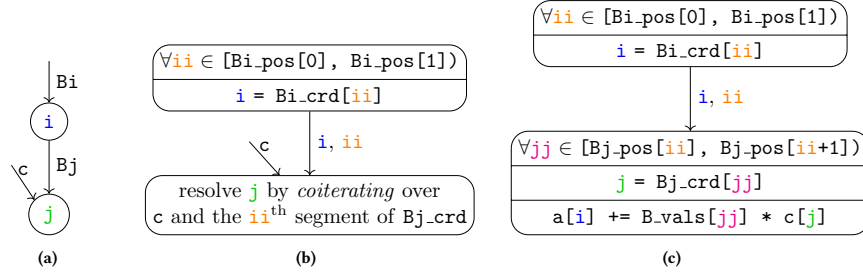 Bi
i
Bj
c
j
(a)
∀ii ∈ [Bi_pos[0], Bi_pos[1])
i = Bi_crd[ii]
i, ii
c
resolve j by coiterating over
c and the iiᵗʰ segment of Bj_crd
(b)
∀ii ∈ [Bi_pos[0], Bi_pos[1])
i = Bi_crd[ii]
i, ii
∀jj ∈ [Bj_pos[ii], Bj_pos[ii+1])
j = Bj_crd[jj]
a[i] += B_vals[jj] * c[j]
(c)